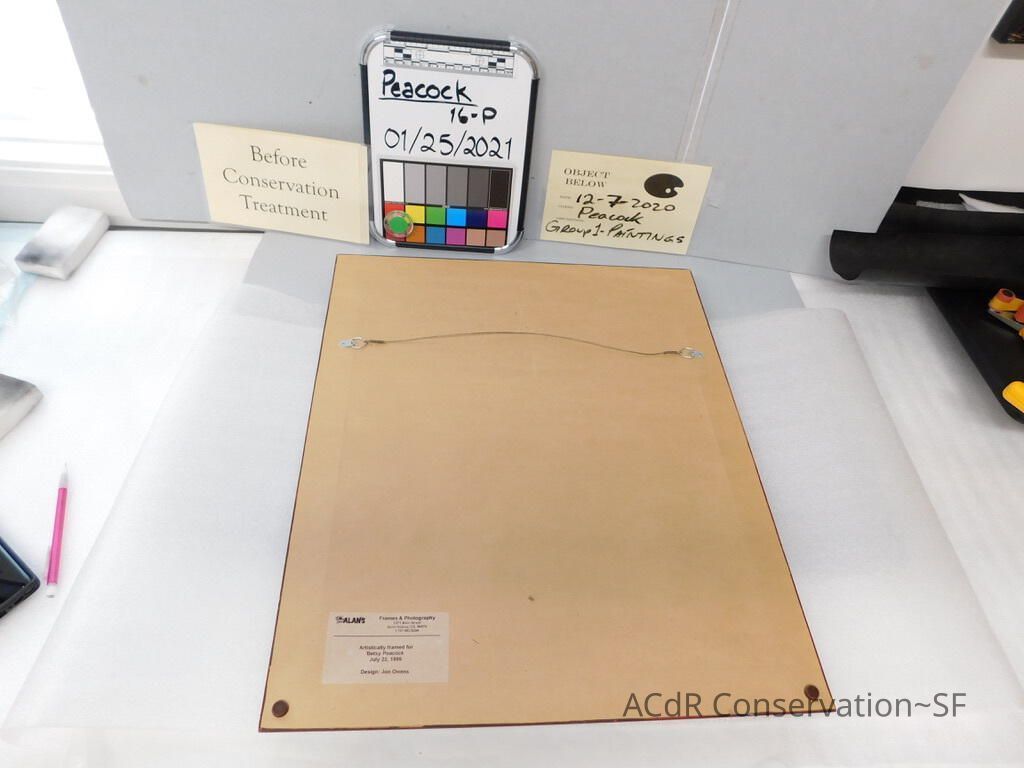 Peacock
16-P
01/25/2021
Before
Conservation
Treatment
OBJECT
BELOW
12-7-2020
Peacock
Group 1-PAINTINGS
ALAN'S
Frames & Photography
Artistically framed for
Betsy Peacock
July 22, 1996
Design: Jon Owens
ACdR Conservation~SF